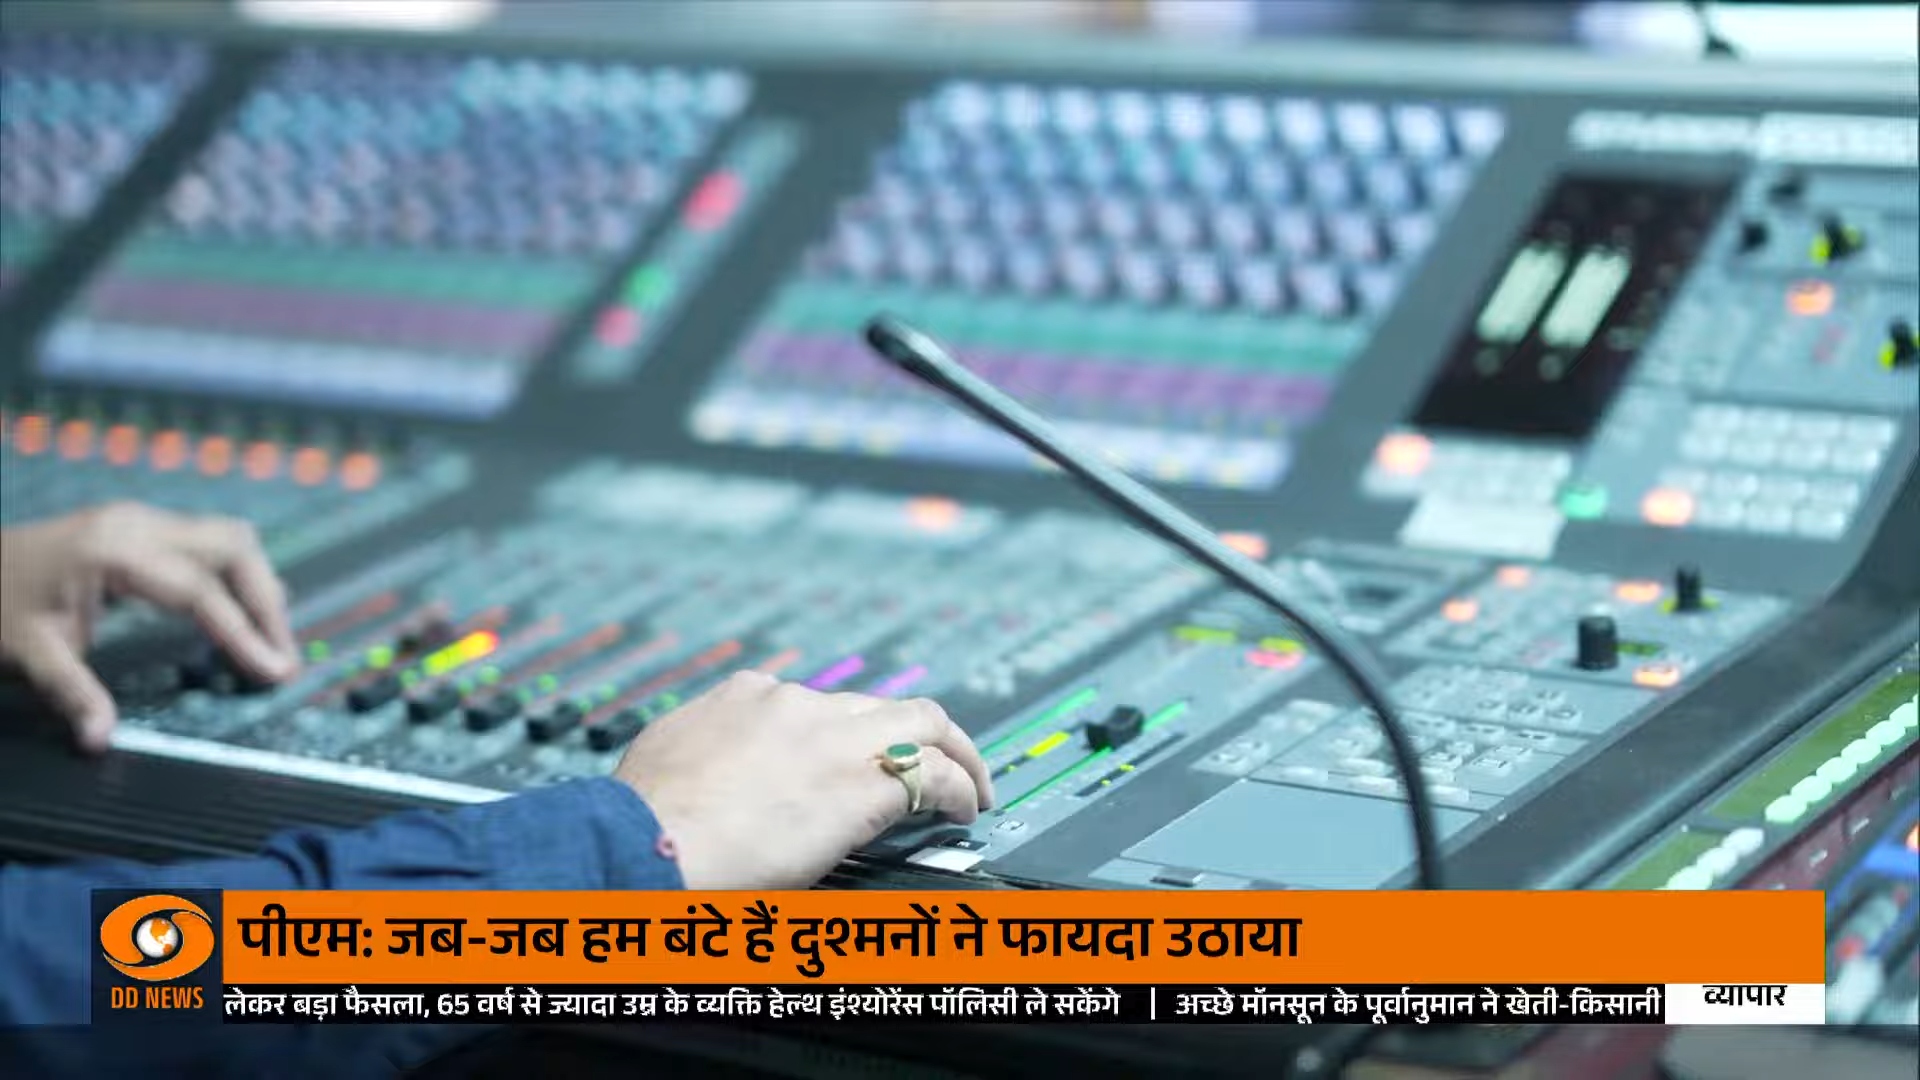 पीएम: जब-जब हम बंटे हैं दुश्मनों ने फायदा उठाया
DD NEWS
लेकर बड़ा फैसला, 65 वर्ष से ज्यादा उम्र के व्यक्ति हेल्थ इंश्योरेंस पॉलिसी ले सकेंगे | अच्छे मॉनसून के पूर्वानुमान ने खेती-किसानी
व्यापार